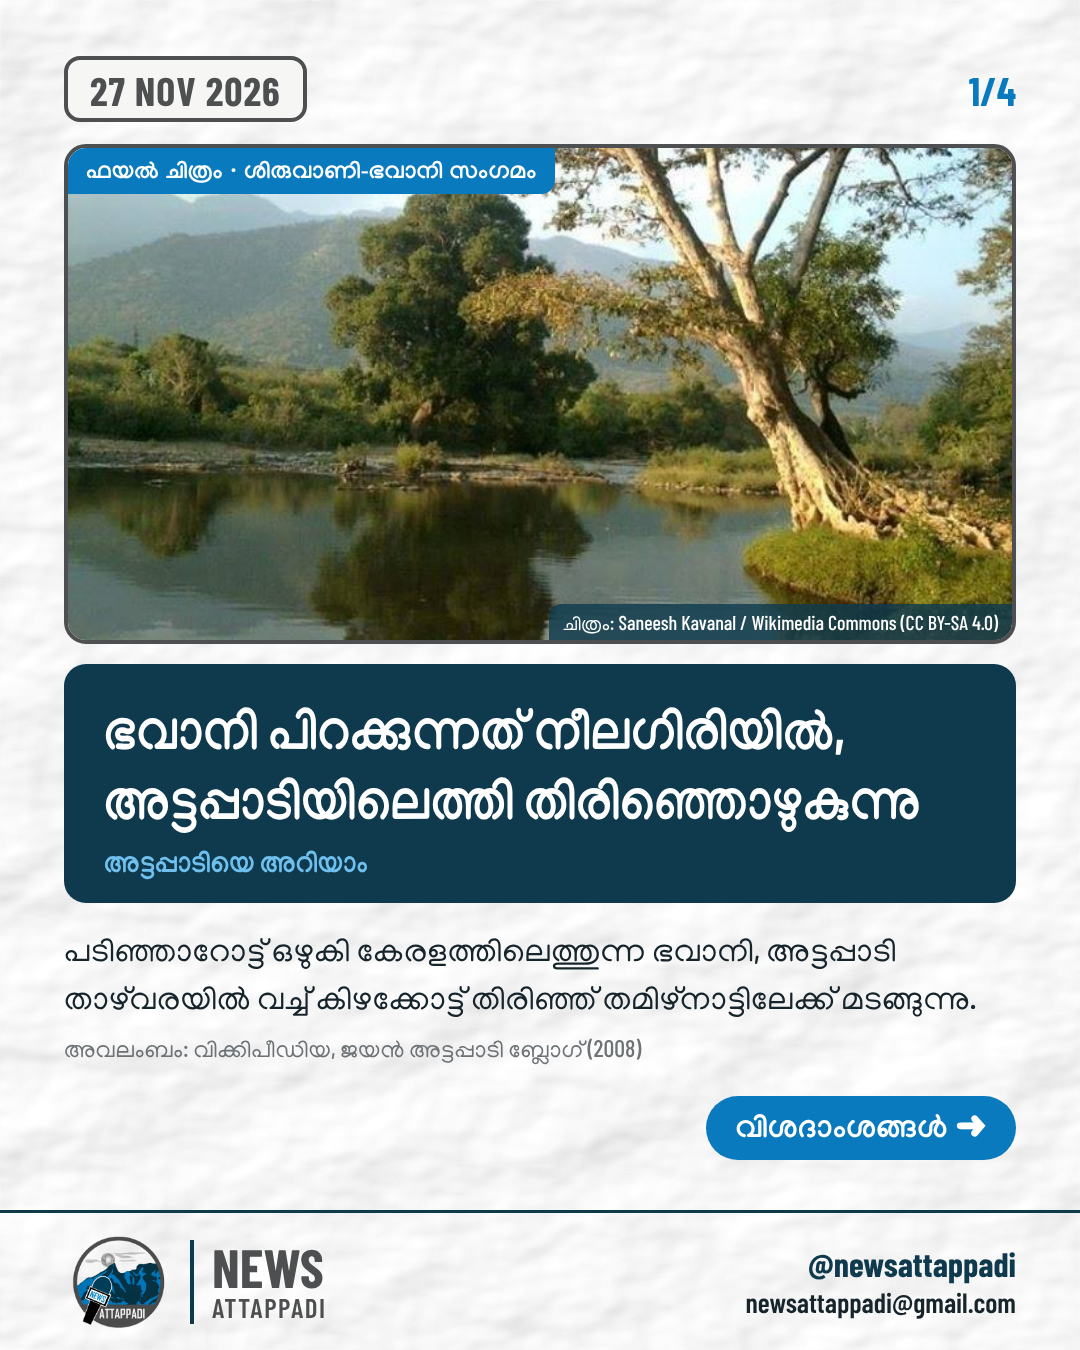 27 NOV 2026
1/4
ഫയൽ ചിത്രം · ശിരുവാണി-ഭവാനി സംഗമം
ചിത്രം: Saneesh Kavanal / Wikimedia Commons (CC BY-SA 4.0)
ഭവാനി പിറക്കുന്നത് നീലഗിരിയിൽ,
അട്ടപ്പാടിയിലെത്തി തിരിഞ്ഞൊഴുകുന്നു
അട്ടപ്പാടിയെ അറിയാം
പടിഞ്ഞാറോട്ട് ഒഴുകി കേരളത്തിലെത്തുന്ന ഭവാനി, അട്ടപ്പാടി
താഴ്‌വരയിൽ വച്ച് കിഴക്കോട്ട് തിരിഞ്ഞ് തമിഴ്‌നാട്ടിലേക്ക് മടങ്ങുന്നു.
അവലംബം: വിക്കിപീഡിയ, ജയൻ അട്ടപ്പാടി ബ്ലോഗ് (2008)
വിശദാംശങ്ങൾ ➜
NEWS
ATTAPPADI
NEWS
ATTAPPADI
@newsattappadi
newsattappadi@gmail.com